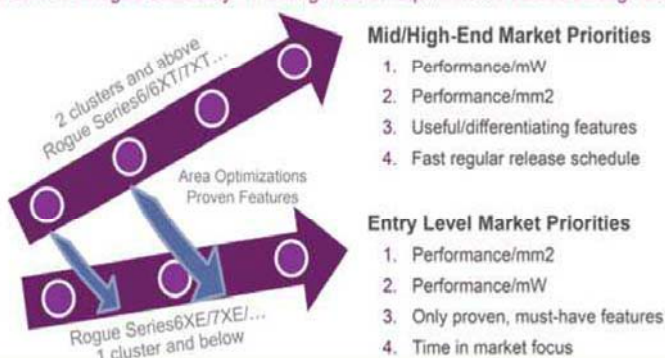 2 clusters and above
Rogue Series6/6XT/7XT...
Area Optimizations
Proven Features
Rogue Series6XE/7XE/...
1 cluster and below
Mid/High-End Market Priorities
1. Performance/mW
2. Performance/mm2
3. Useful/differentiating features
4. Fast regular release schedule
Entry Level Market Priorities
1. Performance/mm2
2. Performance/mW
3. Only proven, must-have features
4. Time in market focus